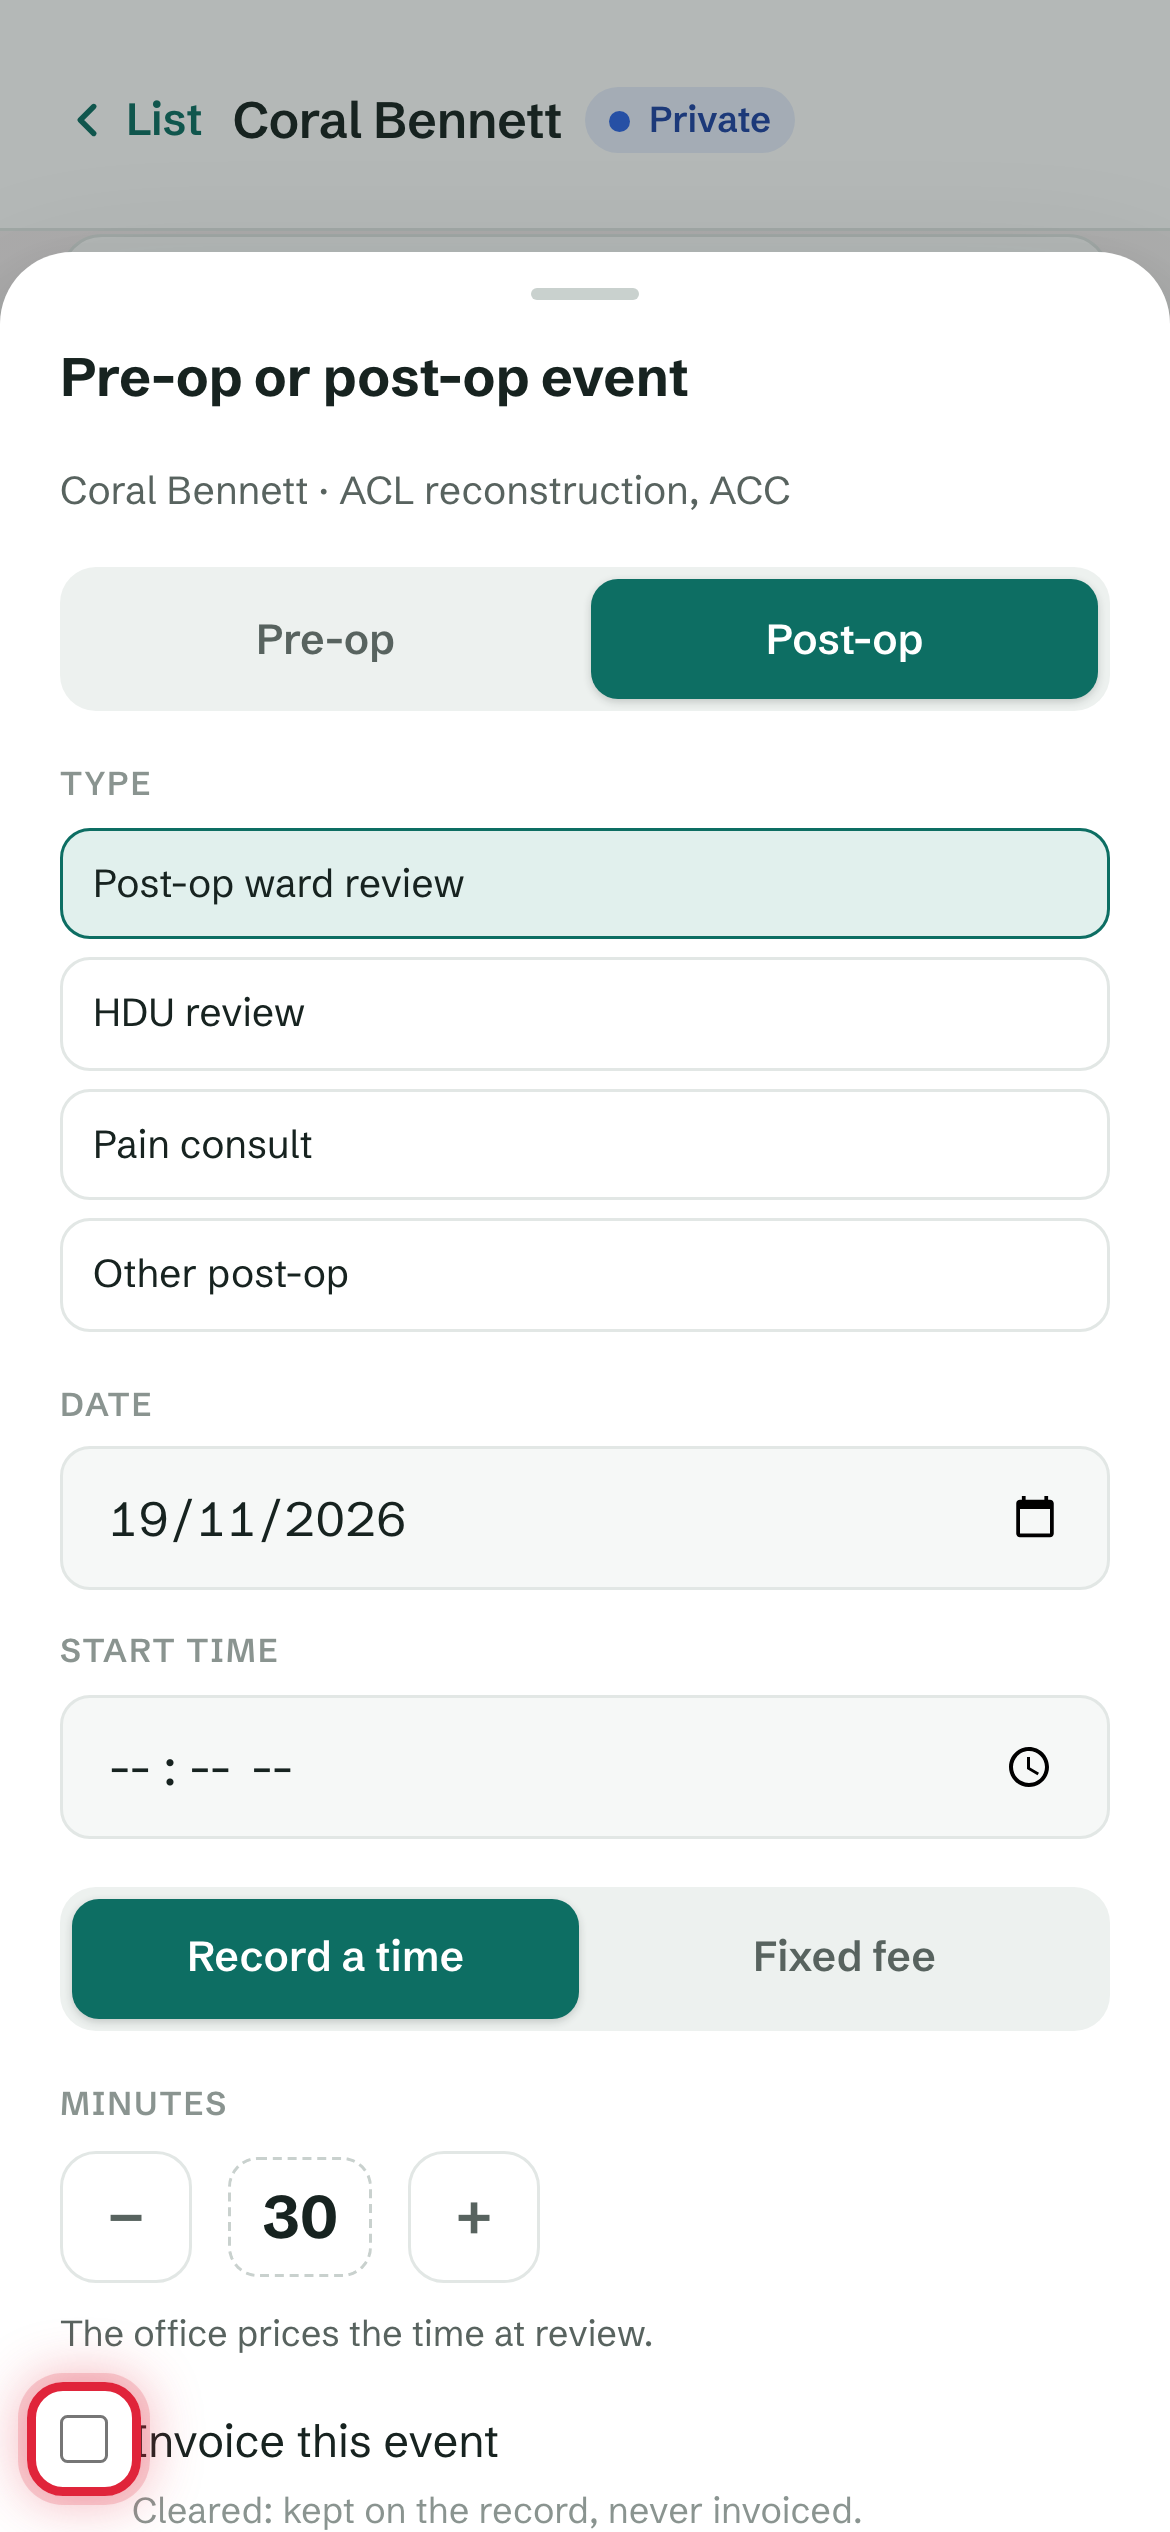 List Coral Bennett Private
Pre-op or post-op event
Coral Bennett · ACL reconstruction, ACC
Pre-op Post-op
TYPE
Post-op ward review
HDU review
Pain consult
Other post-op
DATE
19/11/2026
START TIME
-- : -- --
Record a time Fixed fee
MINUTES
− 30 +
The office prices the time at review.
Invoice this event
Cleared: kept on the record, never invoiced.